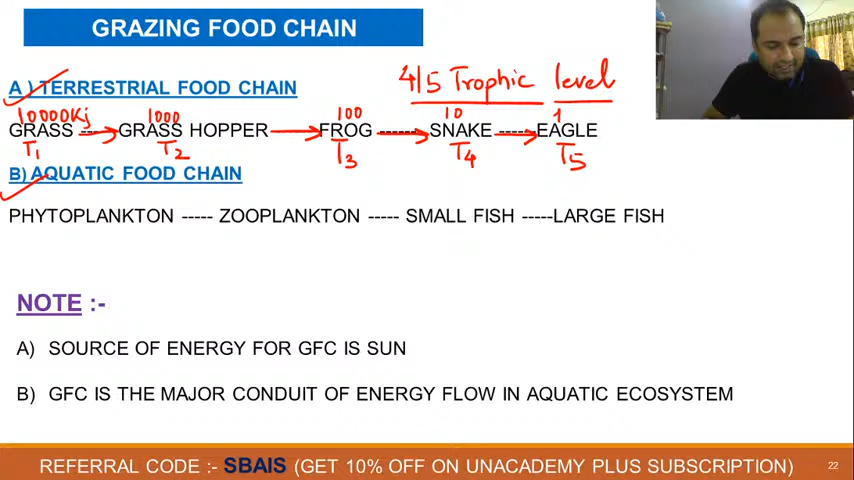 GRAZING FOOD CHAIN
A ) TERRESTRIAL FOOD CHAIN
4/5 Trophic level
10000Kj 1000 100 10 1
GRASS ---- GRASS HOPPER FROG ------ SNAKE ----- EAGLE
T1 T2 T3 T4 T5
B) AQUATIC FOOD CHAIN
PHYTOPLANKTON ----- ZOOPLANKTON ----- SMALL FISH -----LARGE FISH
NOTE :-
A) SOURCE OF ENERGY FOR GFC IS SUN
B) GFC IS THE MAJOR CONDUIT OF ENERGY FLOW IN AQUATIC ECOSYSTEM
REFERRAL CODE :- SBAIS (GET 10% OFF ON UNACADEMY PLUS SUBSCRIPTION)
22